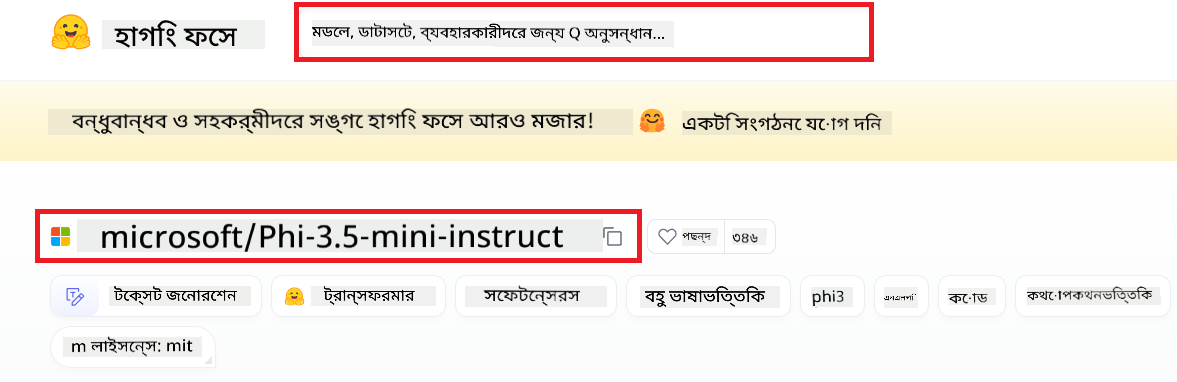 হাগিং ফেস
মডেল, ডাটাসেট, ব্যবহারকারীদের জন্য Q অনুসন্ধান...
বন্ধুবান্ধব ও সহকর্মীদের সঙ্গে হাগিং ফেস আরও মজার! একটি সংগঠনে যোগ দিন
microsoft/Phi-3.5-mini-instruct পছন্দ ৩৪৬
টেক্সট জেনারেশন ট্রান্সফরমার সেফটেন্সরস বহু ভাষাভিত্তিক phi3 এনএলপি কোড কথোপকথনভিত্তিক
m লাইসেন্স: mit